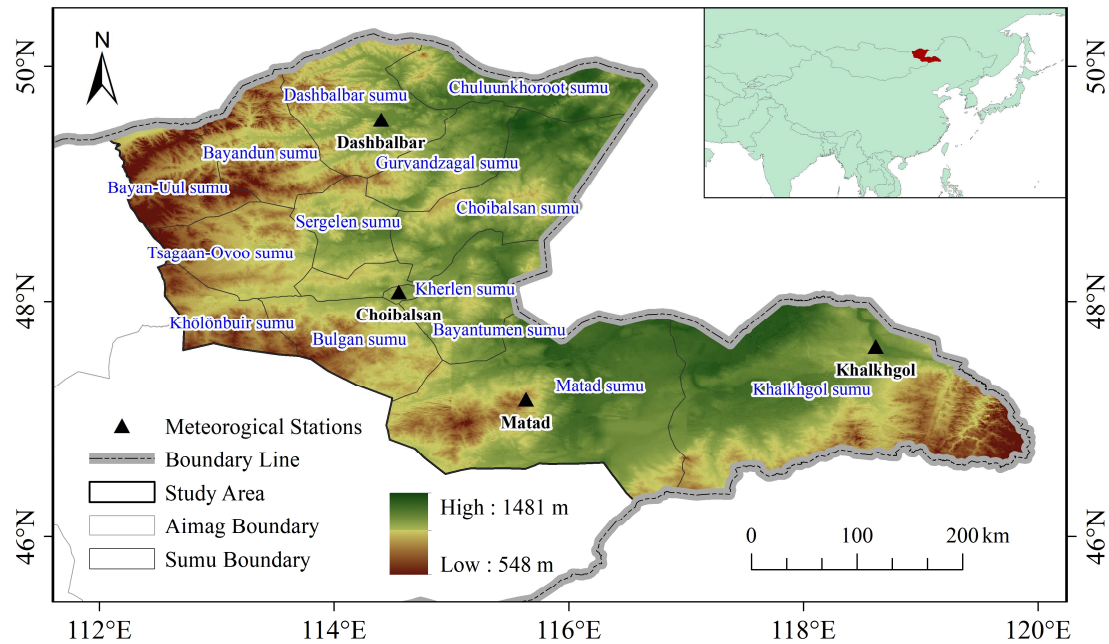 N
50°N
50°N
Dashbalbar sumu
Chuluunkhoroot sumu
Dashbalbar
Bayandun sumu
Gurvandzagal sumu
Bayan-Uul sumu
Choibalsan sumu
Sergelen sumu
Tsagaan-Ovoo sumu
Kherlen sumu
48°N
48°N
Choibalsan
Khölönbuir sumu
Bayantumen sumu
Bulgan sumu
Khalkhgol
Matad sumu
Khalkhgol sumu
Matad
Meteorogical Stations
Boundary Line
Study Area
Aimag Boundary
Sumu Boundary
High : 1481 m
Low : 548 m
0 100 200 km
46°N
46°N
112°E 114°E 116°E 118°E 120°E